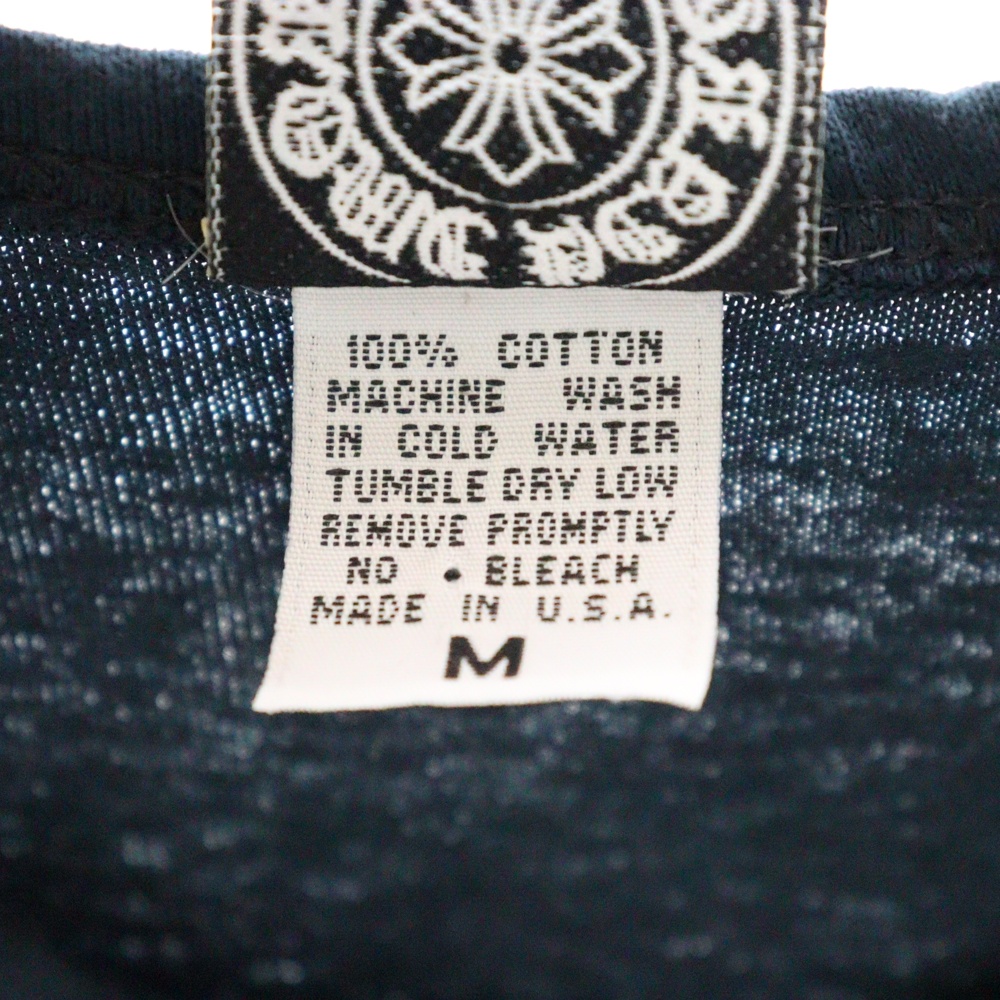 100% COTTON
MACHINE WASH
IN COLD WATER
TUMBLE DRY LOW
REMOVE PROMPTLY
NO • BLEACH
MADE IN U.S.A.
M